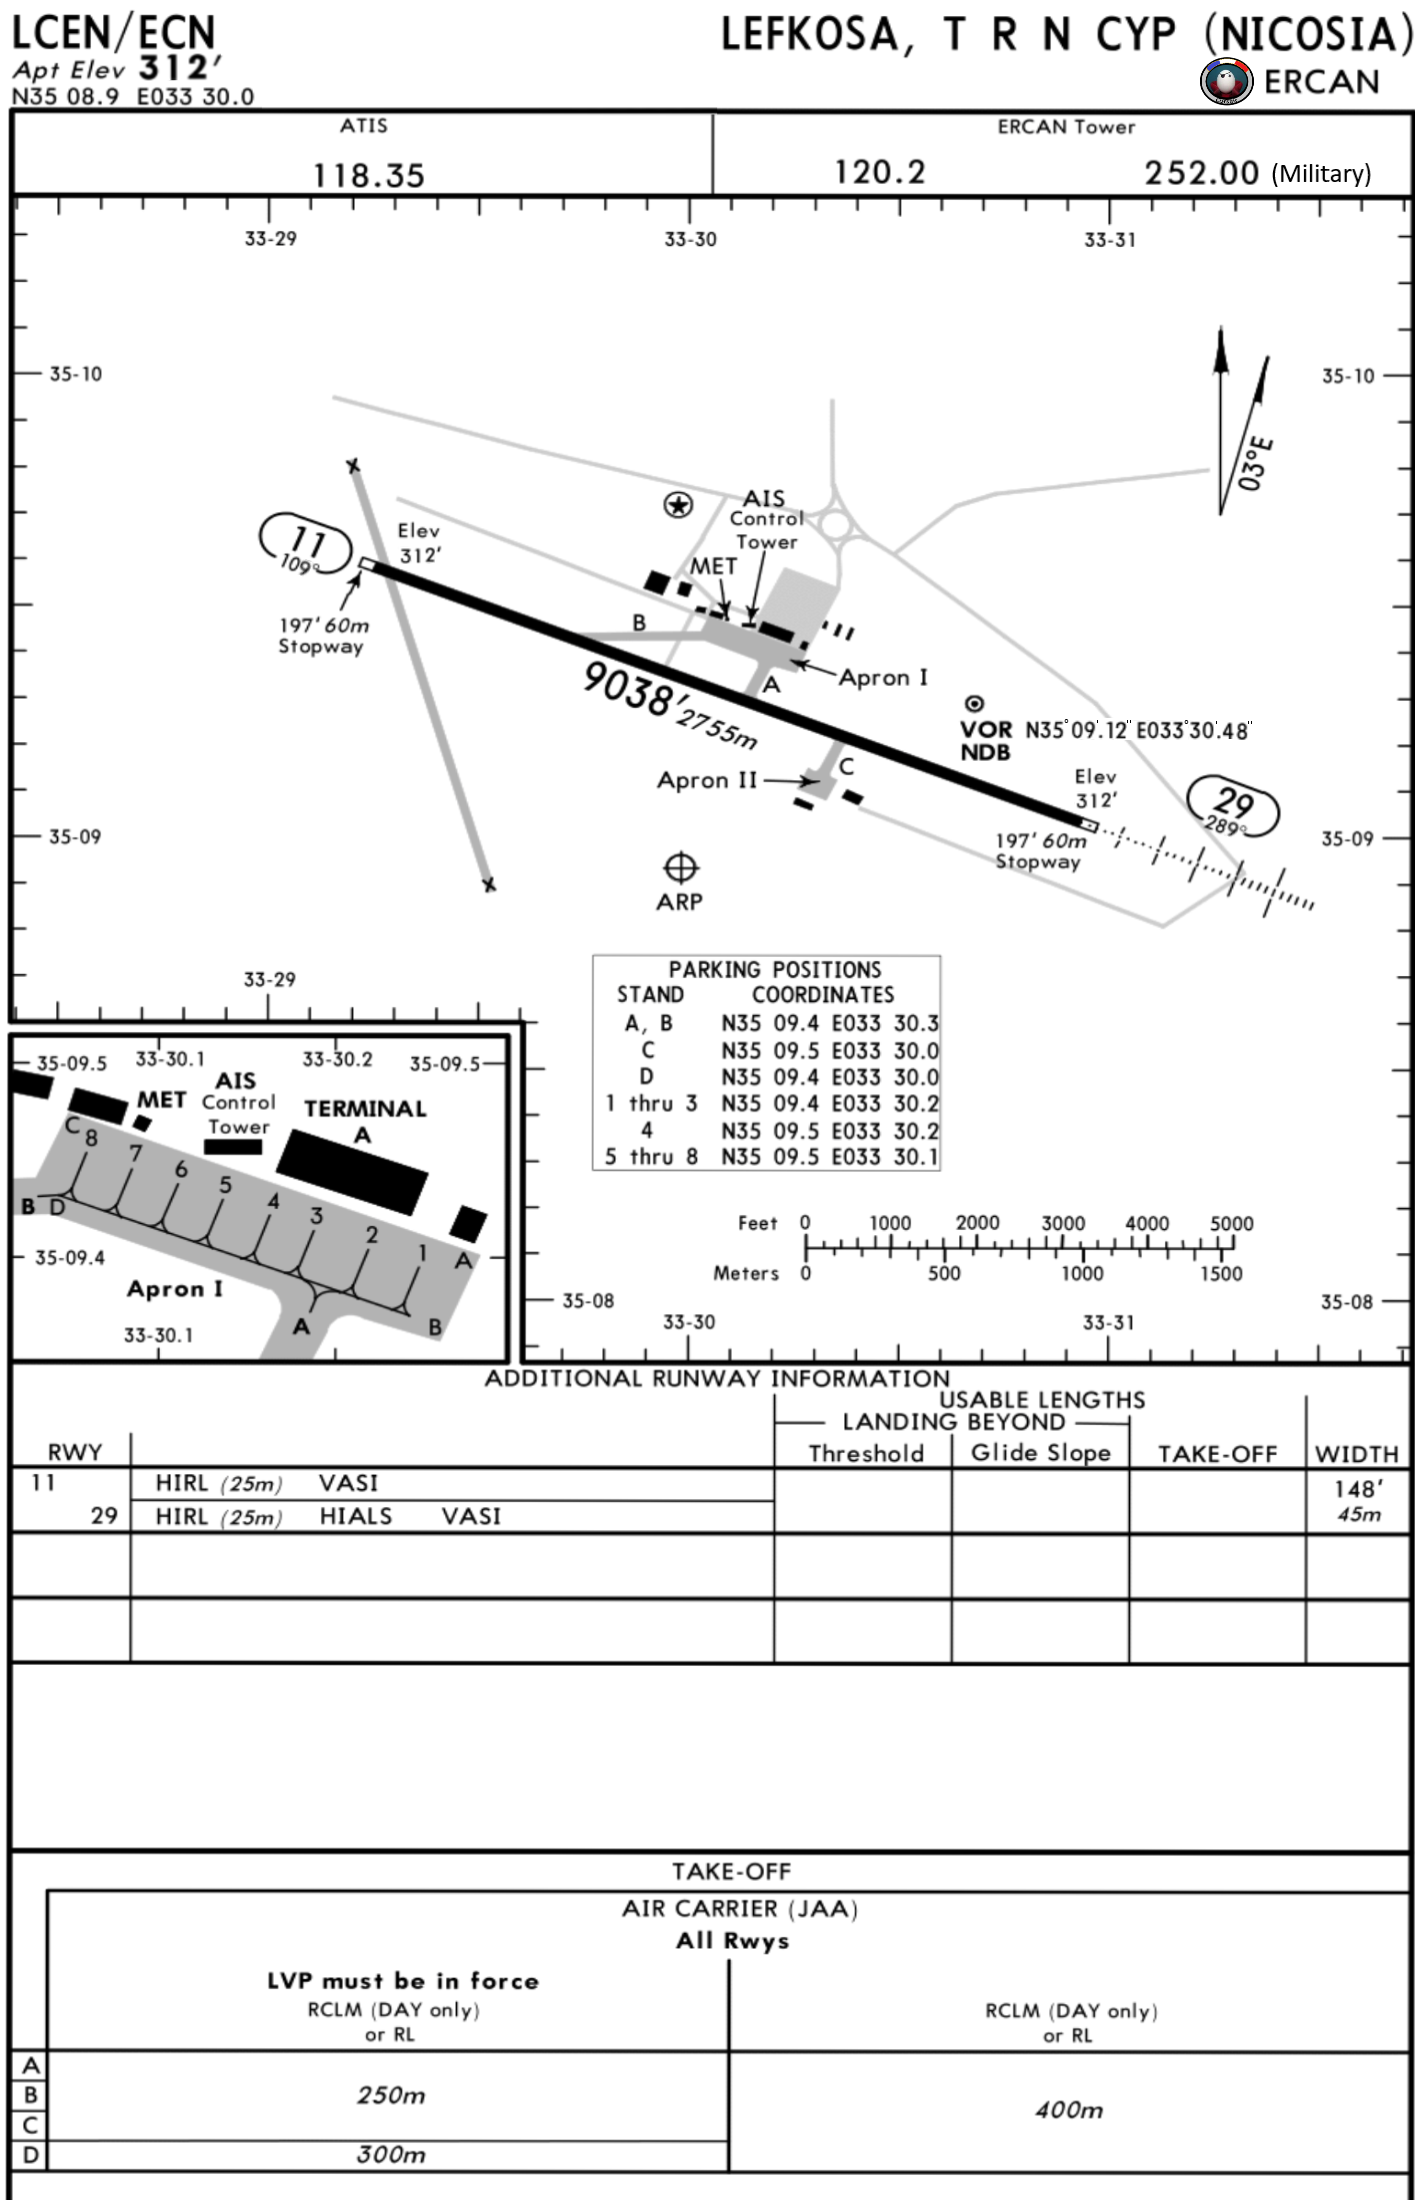 LCEN/ECN
LEFKOSA, T R N CYP (NICOSIA)
Apt Elev 312'
ERCAN
N35 08.9 E033 30.0
ATIS
ERCAN Tower
118.35
120.2 252.00 (Military)
33-29 33-30 33-31
35-10 35-10
03°E
AIS
Control
Tower
11
109°
Elev
312'
MET
197' 60m
Stopway
B
Apron I
A
9038' 2755m
VOR N35°09'.12" E033°30'.48"
NDB
C
Apron II
Elev
312'
29
289°
35-09 35-09
197' 60m
Stopway
ARP
33-29
PARKING POSITIONS
STAND COORDINATES
A, B N35 09.4 E033 30.3
C N35 09.5 E033 30.0
D N35 09.4 E033 30.0
1 thru 3 N35 09.4 E033 30.2
4 N35 09.5 E033 30.2
5 thru 8 N35 09.5 E033 30.1
35-09.5 33-30.1 33-30.2 35-09.5
AIS
MET Control
Tower
TERMINAL
A
C 8 7 6 5 4 3 2 1 A
B D
35-09.4
Apron I
A B
33-30.1
Feet 0 1000 2000 3000 4000 5000
Meters 0 500 1000 1500
35-08 35-08
33-30 33-31
ADDITIONAL RUNWAY INFORMATION
USABLE LENGTHS
LANDING BEYOND
RWY Threshold Glide Slope TAKE-OFF WIDTH
11 HIRL (25m) VASI 148'
29 HIRL (25m) HIALS VASI 45m
TAKE-OFF
AIR CARRIER (JAA)
All Rwys
LVP must be in force
RCLM (DAY only) RCLM (DAY only)
or RL or RL
A
B 250m
400m
C
D 300m